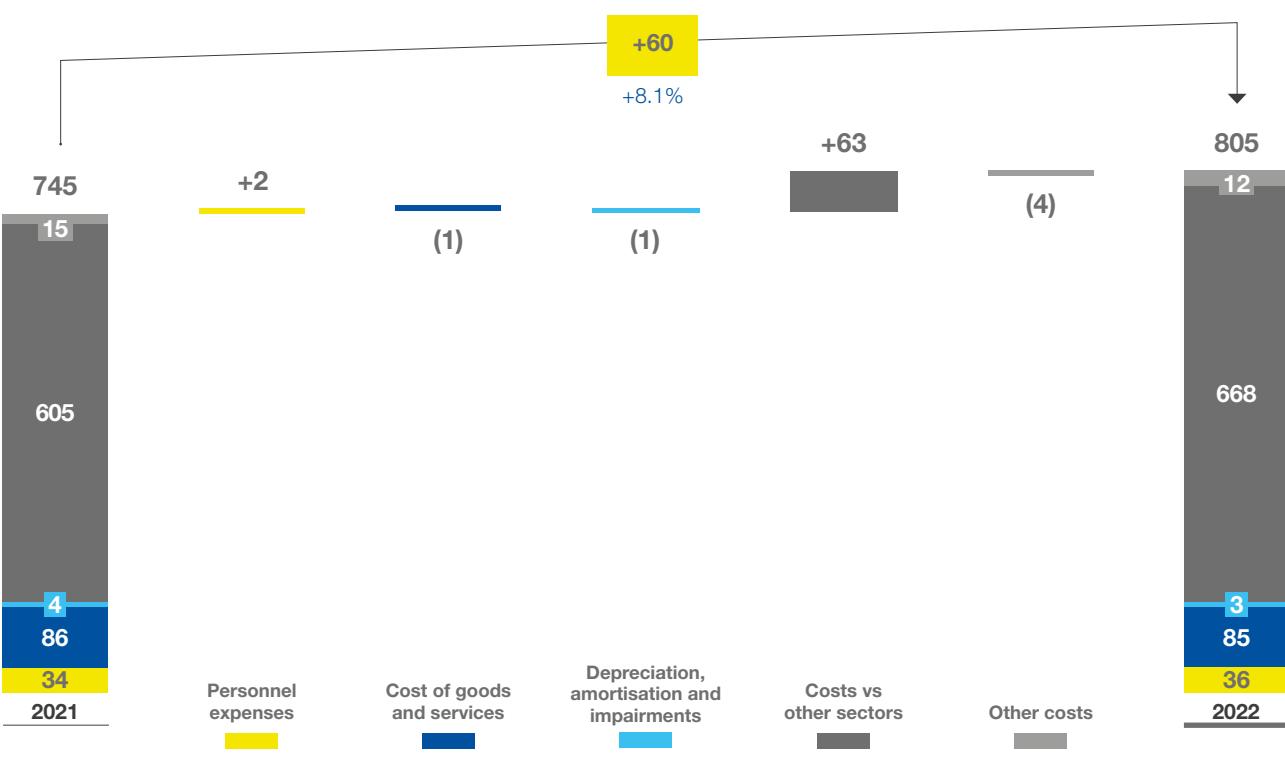 +60
+8.1%
745
+2
(1)
(1)
+63
(4)
805
15
605
4
86
34
2021
12
668
3
85
36
2022
Personnel
expenses
Cost of goods
and services
Depreciation,
amortisation and
impairments
Costs vs
other sectors
Other costs